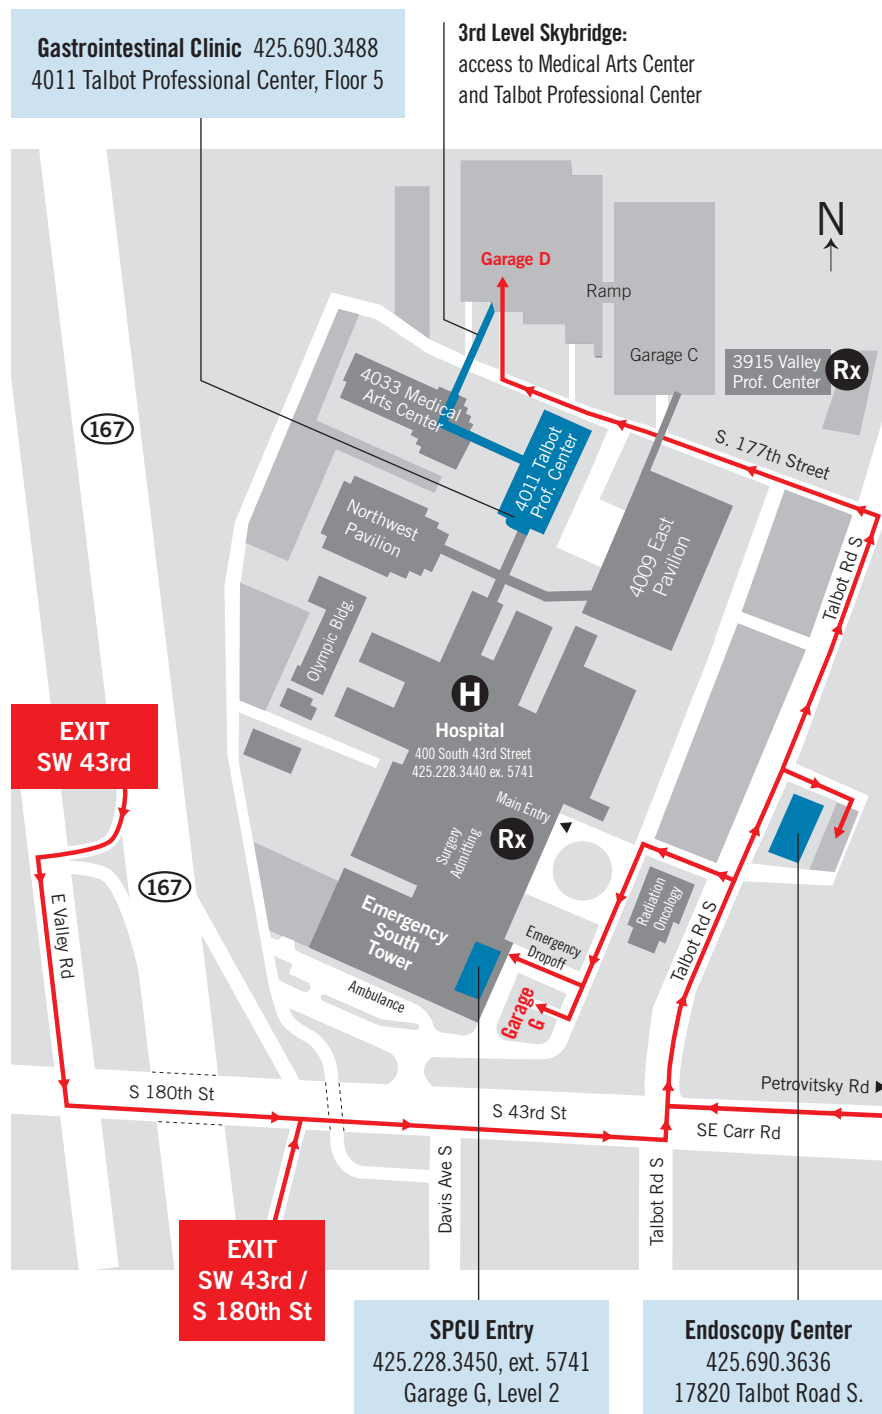 Gastrointestinal Clinic 425.690.3488
4011 Talbot Professional Center, Floor 5
3rd Level Skybridge:
access to Medical Arts Center
and Talbot Professional Center
N
Garage D
Ramp
Garage C
3915 Valley
Prof. Center
Rx
4033 Medical
Arts Center
167
4011 Talbot
Prof. Center
S. 177th Street
Northwest
Pavilion
4009 East
Pavilion
Talbot Rd S
Olympic Bldg.
H
Hospital
400 South 43rd Street
425.228.3440 ex. 5741
EXIT
SW 43rd
Main Entry
Rx
Surgery
Admitting
167
E Valley Rd
Emergency
South
Tower
Radiation
Oncology
Emergency
Dropoff
Talbot Rd S
Ambulance
Garage
G
Petrovitsky Rd
S 180th St
S 43rd St
SE Carr Rd
Davis Ave S
Talbot Rd S
EXIT
SW 43rd /
S 180th St
SPCU Entry
425.228.3450, ext. 5741
Garage G, Level 2
Endoscopy Center
425.690.3636
17820 Talbot Road S.